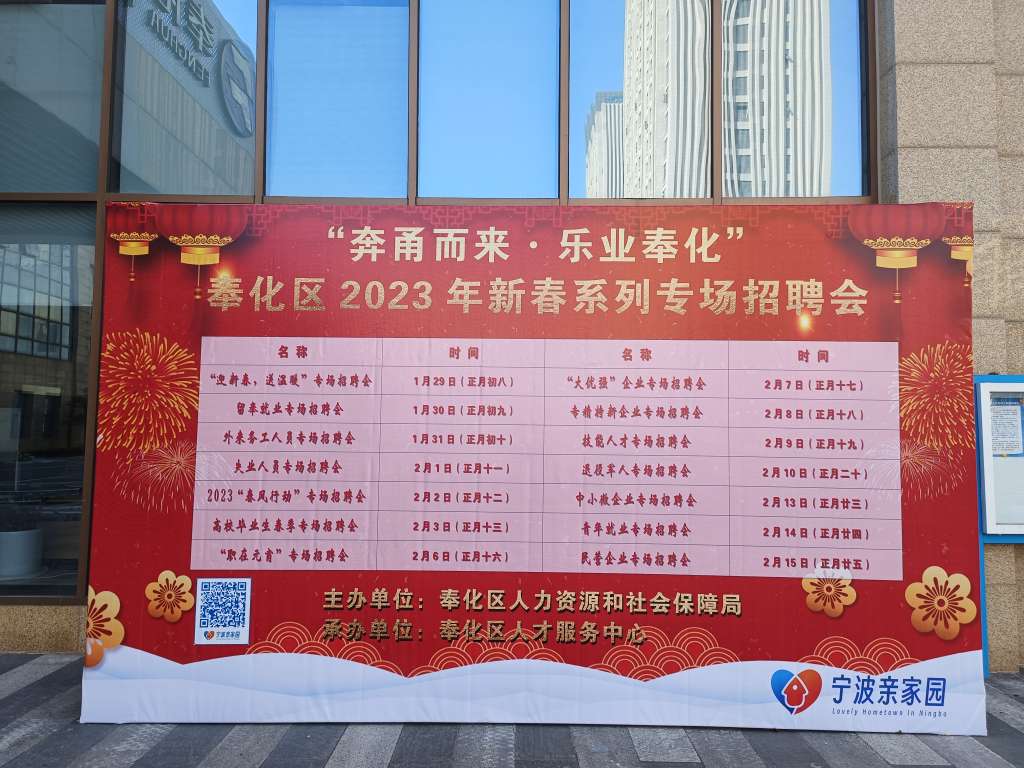 “奔甬而来·乐业奉化”
奉化区2023年新春系列专场招聘会
名称 时间 名称 时间
“迎新春，送温暖”专场招聘会 1月29日（正月初八） “大优强”企业专场招聘会 2月7日（正月十七）
留奉就业专场招聘会 1月30日（正月初九） 专精特新企业专场招聘会 2月8日（正月十八）
外来务工人员专场招聘会 1月31日（正月初十） 技能人才专场招聘会 2月9日（正月十九）
失业人员专场招聘会 2月1日（正月十一） 退役军人专场招聘会 2月10日（正月二十）
2023“春风行动”专场招聘会 2月2日（正月十二） 中小微企业专场招聘会 2月13日（正月廿三）
高校毕业生春季专场招聘会 2月3日（正月十三） 青年就业专场招聘会 2月14日（正月廿四）
“职在元宵”专场招聘会 2月6日（正月十六） 民营企业专场招聘会 2月15日（正月廿五）
主办单位：奉化区人力资源和社会保障局
承办单位：奉化区人才服务中心
宁波亲家园
宁波亲家园
Lovely Hometown In Ningbo